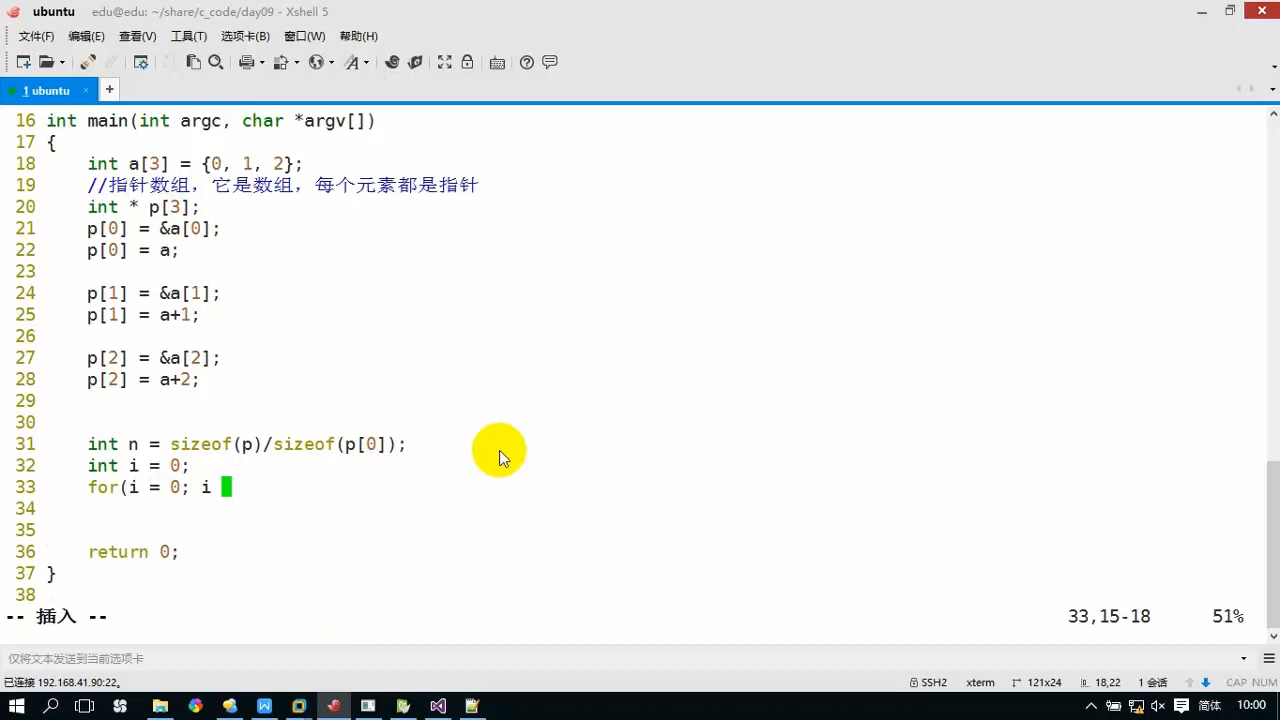 ubuntu edu@edu: ~/share/c_code/day09 - Xshell 5
文件(F) 编辑(E) 查看(V) 工具(T) 选项卡(B) 窗口(W) 帮助(H)
1 ubuntu × +
16 int main(int argc, char *argv[])
17 {
18     int a[3] = {0, 1, 2};
19     //指针数组，它是数组，每个元素都是指针
20     int * p[3];
21     p[0] = &a[0];
22     p[0] = a;
23
24     p[1] = &a[1];
25     p[1] = a+1;
26
27     p[2] = &a[2];
28     p[2] = a+2;
29
30
31     int n = sizeof(p)/sizeof(p[0]);
32     int i = 0;
33     for(i = 0; i
34
35
36     return 0;
37 }
38
-- 插入 -- 33,15-18 51%
仅将文本发送到当前选项卡
已连接 192.168.41.90:22。 SSH2 xterm 121x24 18,22 1 会话 CAP NUM
简体 10:00